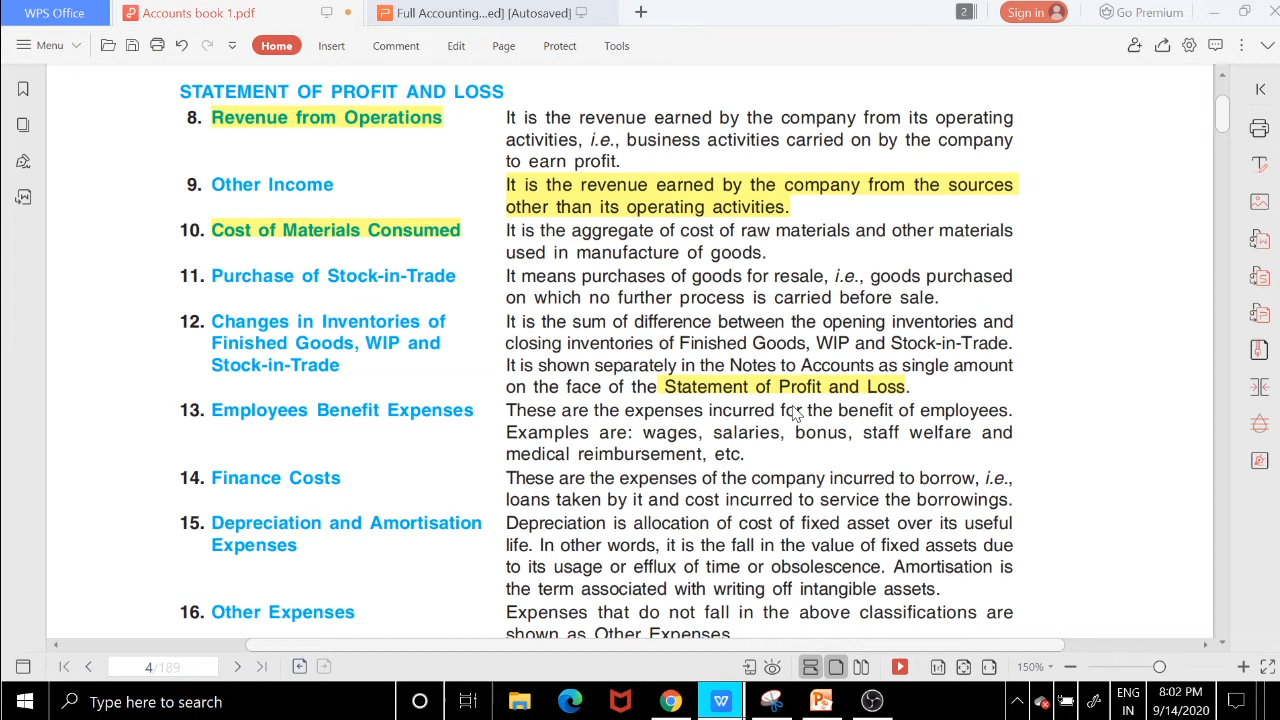 WPS Office
Accounts book 1.pdf
Full Accounting...ed] [Autosaved]
2
Sign in
Go Premium
Menu
Home
Insert
Comment
Edit
Page
Protect
Tools
STATEMENT OF PROFIT AND LOSS
8. Revenue from Operations It is the revenue earned by the company from its operating
activities, i.e., business activities carried on by the company
to earn profit.
9. Other Income It is the revenue earned by the company from the sources
other than its operating activities.
10. Cost of Materials Consumed It is the aggregate of cost of raw materials and other materials
used in manufacture of goods.
11. Purchase of Stock-in-Trade It means purchases of goods for resale, i.e., goods purchased
on which no further process is carried before sale.
12. Changes in Inventories of It is the sum of difference between the opening inventories and
Finished Goods, WIP and closing inventories of Finished Goods, WIP and Stock-in-Trade.
Stock-in-Trade It is shown separately in the Notes to Accounts as single amount
on the face of the Statement of Profit and Loss.
13. Employees Benefit Expenses These are the expenses incurred for the benefit of employees.
Examples are: wages, salaries, bonus, staff welfare and
medical reimbursement, etc.
14. Finance Costs These are the expenses of the company incurred to borrow, i.e.,
loans taken by it and cost incurred to service the borrowings.
15. Depreciation and Amortisation Depreciation is allocation of cost of fixed asset over its useful
Expenses life. In other words, it is the fall in the value of fixed assets due
to its usage or efflux of time or obsolescence. Amortisation is
the term associated with writing off intangible assets.
16. Other Expenses Expenses that do not fall in the above classifications are
shown as Other Expenses
4/189
150%
Type here to search
ENG
IN
8:02 PM
9/14/2020